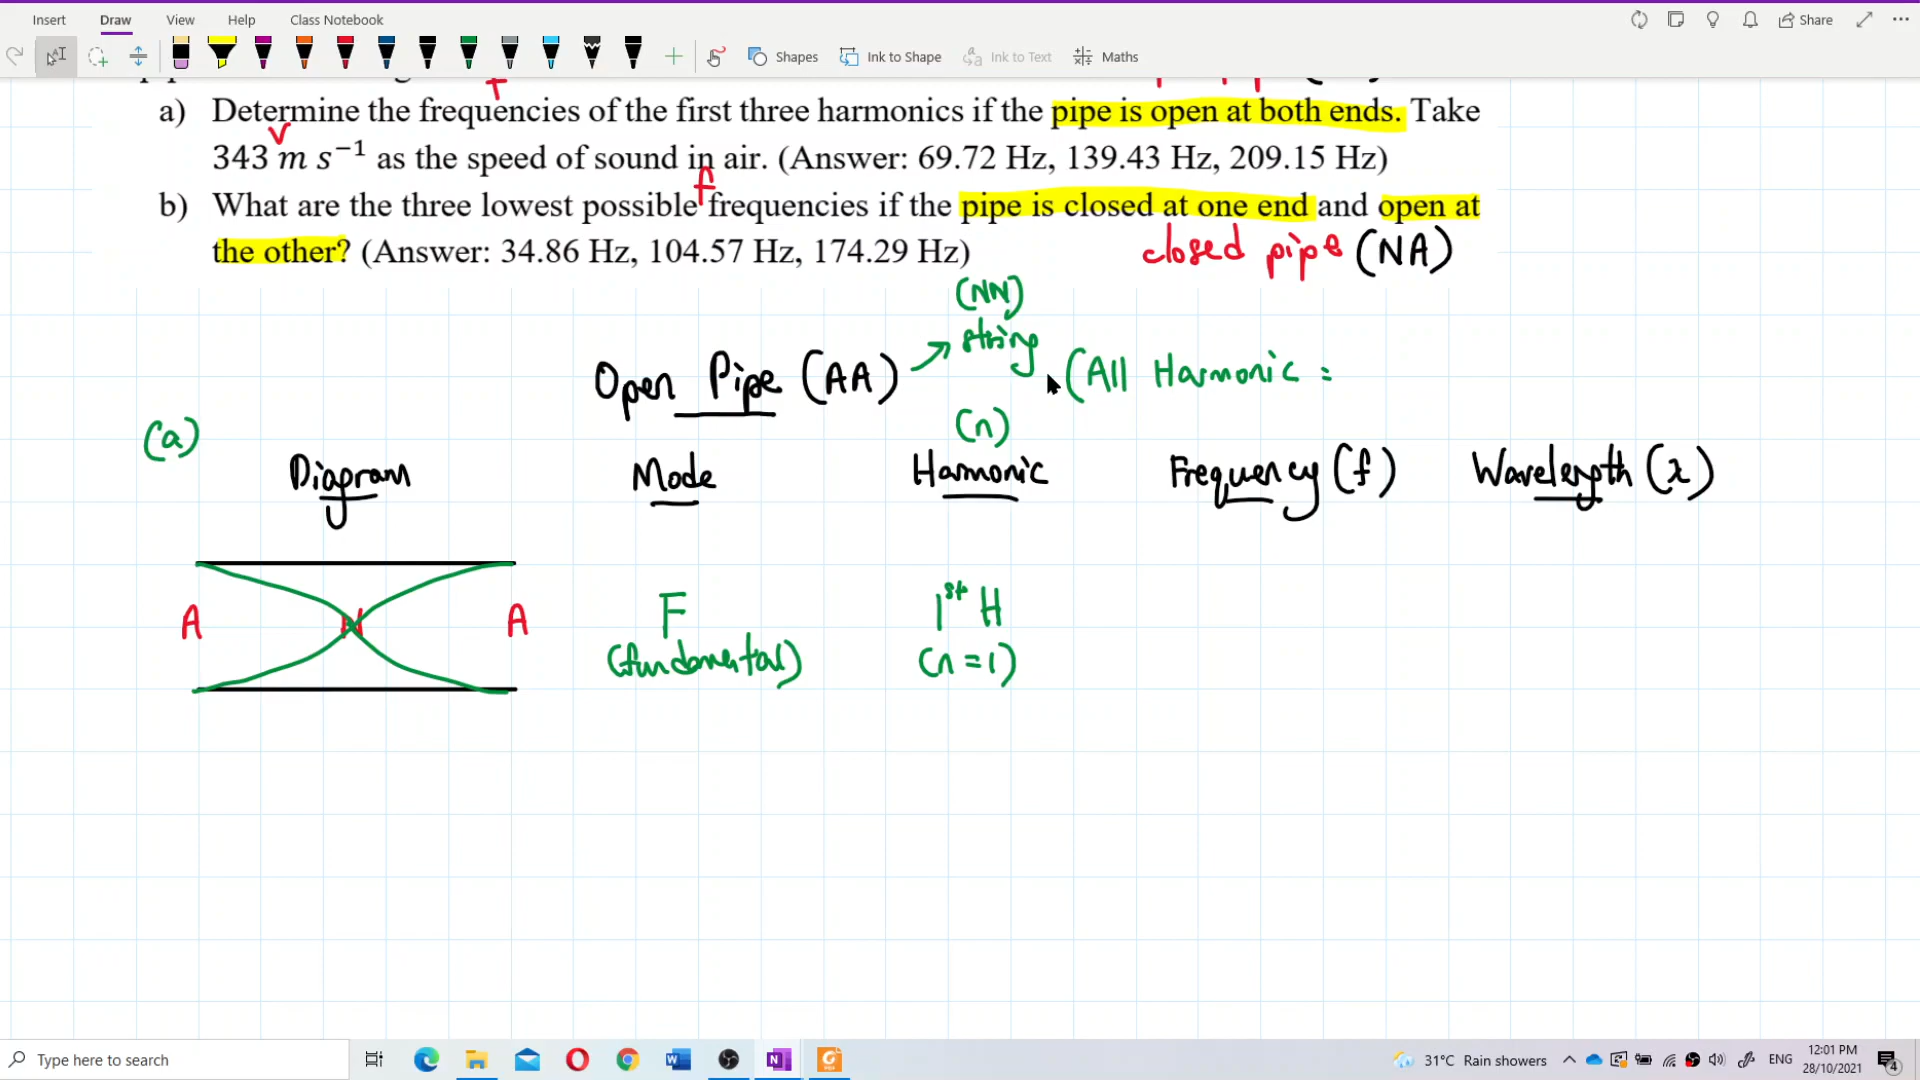 Insert Draw View Help Class Notebook Share
Shapes Ink to Shape Ink to Text Maths
a) Determine the frequencies of the first three harmonics if the pipe is open at both ends. Take
v
343 m s⁻¹ as the speed of sound in air. (Answer: 69.72 Hz, 139.43 Hz, 209.15 Hz)
f
b) What are the three lowest possible frequencies if the pipe is closed at one end and open at
the other? (Answer: 34.86 Hz, 104.57 Hz, 174.29 Hz)
closed pipe (NA)
(NN)
string
Open Pipe (AA) → (All Harmonic =
(a)
(n)
Diagram Mode Harmonic Frequency (f) Wavelength (λ)
A N A
F 1st H
(fundamental) (n = 1)
Type here to search
31°C Rain showers ENG
12:01 PM
28/10/2021
4